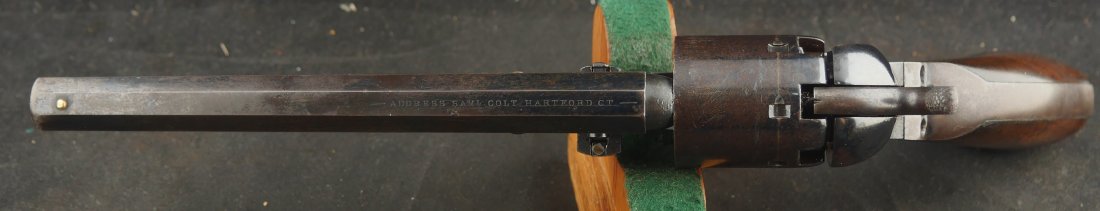 — ADDRESS SAML COLT HARTFORD CT. —